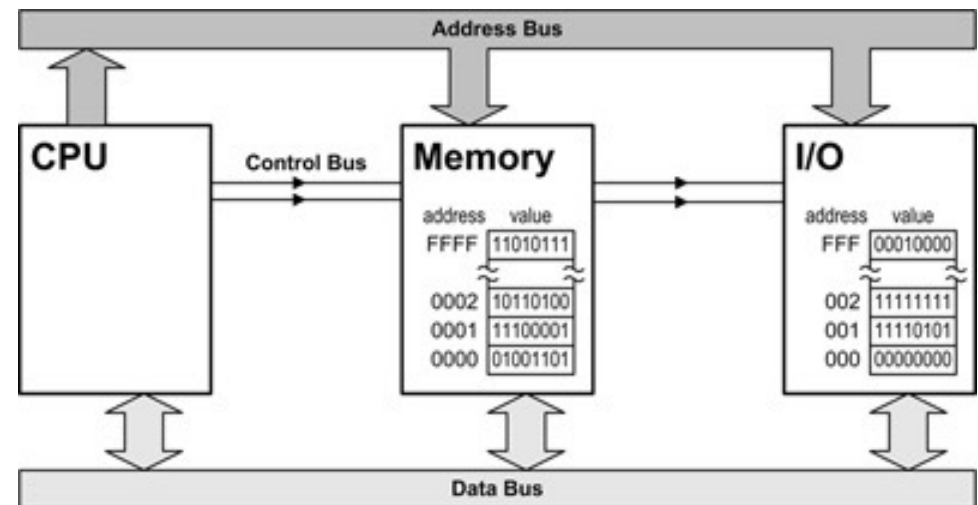 Address Bus
CPU
Control Bus
Memory
address value
FFFF 11010111
0002 10110100
0001 11100001
0000 01001101
I/O
address value
FFF 00010000
002 11111111
001 11110101
000 00000000
Data Bus